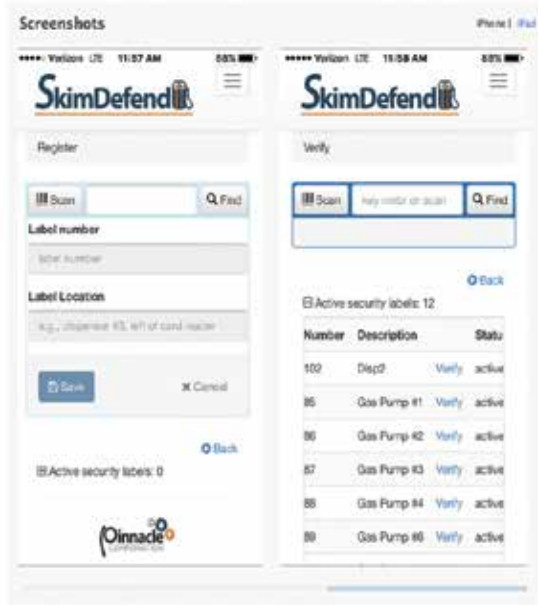 Screenshots
iPhone | iPad
Verizon LTE 11:57 AM 88%
SkimDefend
Register
Scan Find
Label number
label number
Label Location
e.g., dispenser #3, left of card reader
Save Cancel
Back
Active security labels: 0
Pinnacle
CORPORATION
Verizon LTE 11:58 AM 88%
SkimDefend
Verify
Scan key entry or scan Find
Back
Active security labels: 12
Number Description Statu
102 Disp2 Verify active
85 Gas Pump #1 Verify active
86 Gas Pump #2 Verify active
87 Gas Pump #3 Verify active
88 Gas Pump #4 Verify active
89 Gas Pump #6 Verify active